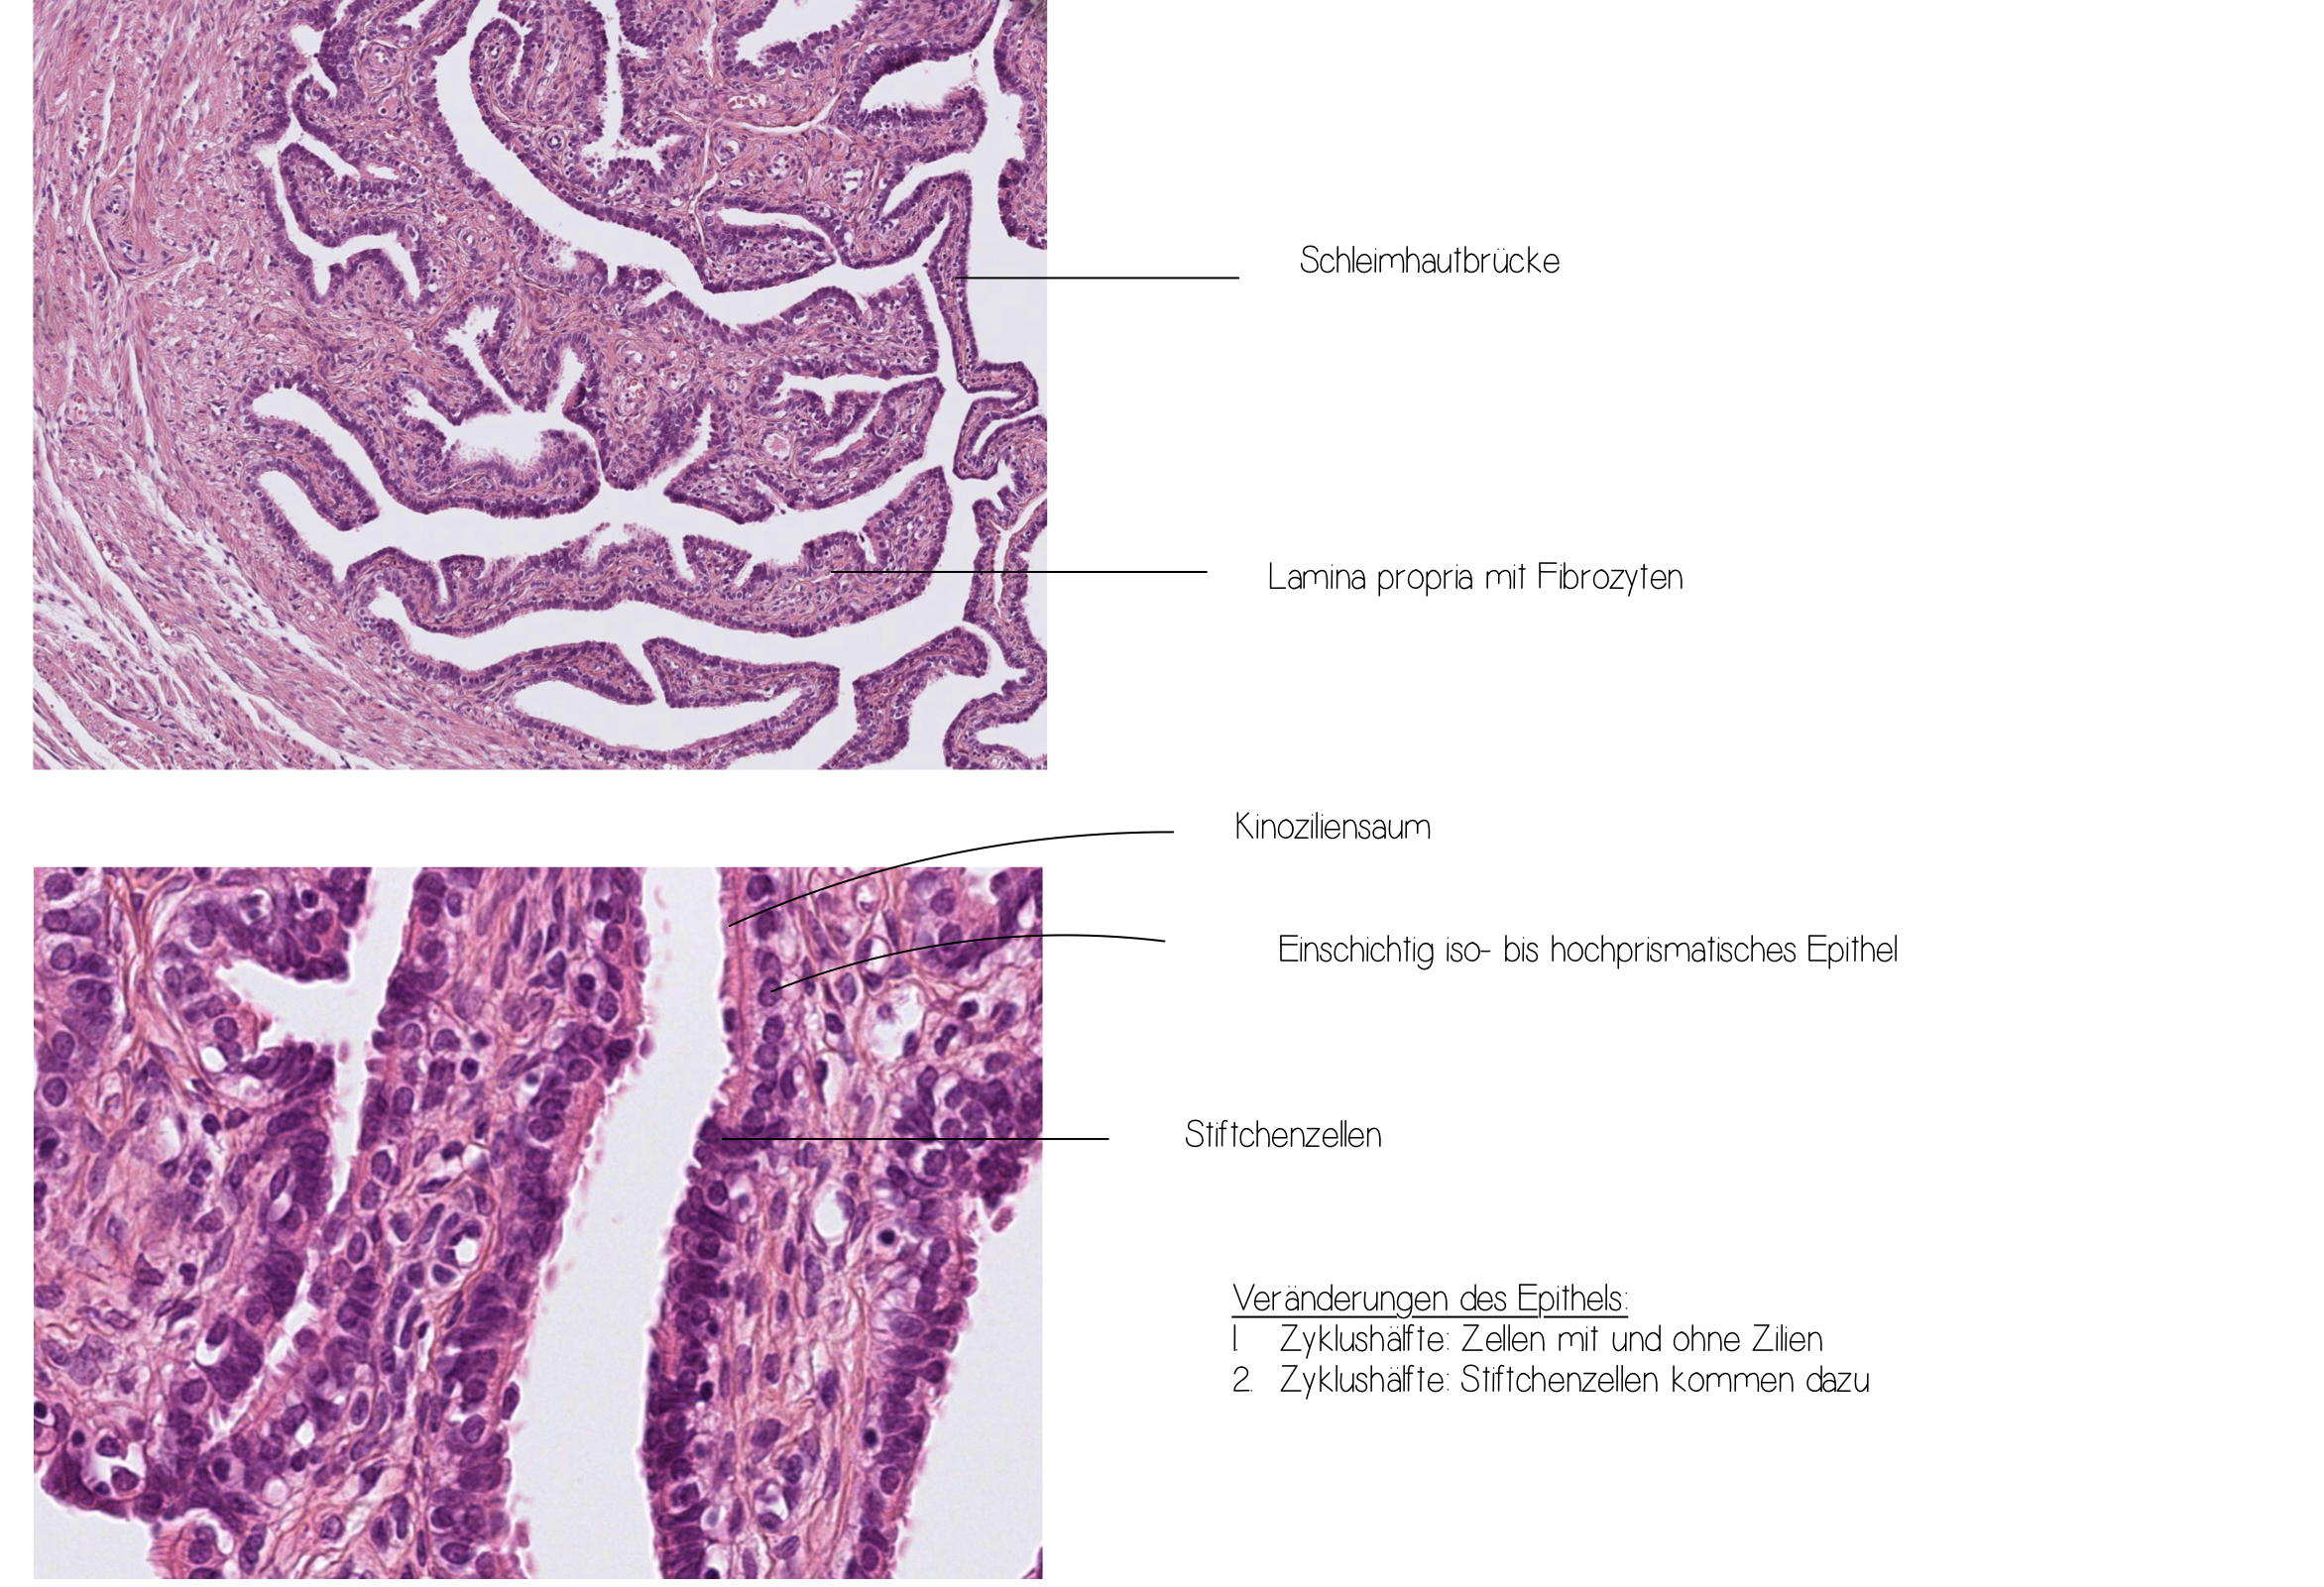 Schleimhautbrücke
Lamina propria mit Fibrozyten
Kinoziliensaum
Einschichtig iso- bis hochprismatisches Epithel
Stiftchenzellen
Veränderungen des Epithels:
1. Zyklushälfte: Zellen mit und ohne Zilien
2. Zyklushälfte: Stiftchenzellen kommen dazu